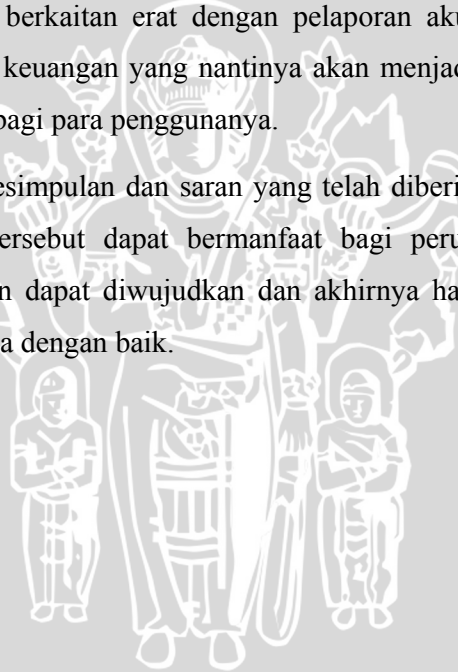 berkaitan erat dengan pelaporan aku
keuangan yang nantinya akan menjad
bagi para penggunanya.
esimpulan dan saran yang telah diberi
ersebut dapat bermanfaat bagi peru
n dapat diwujudkan dan akhirnya ha
a dengan baik.